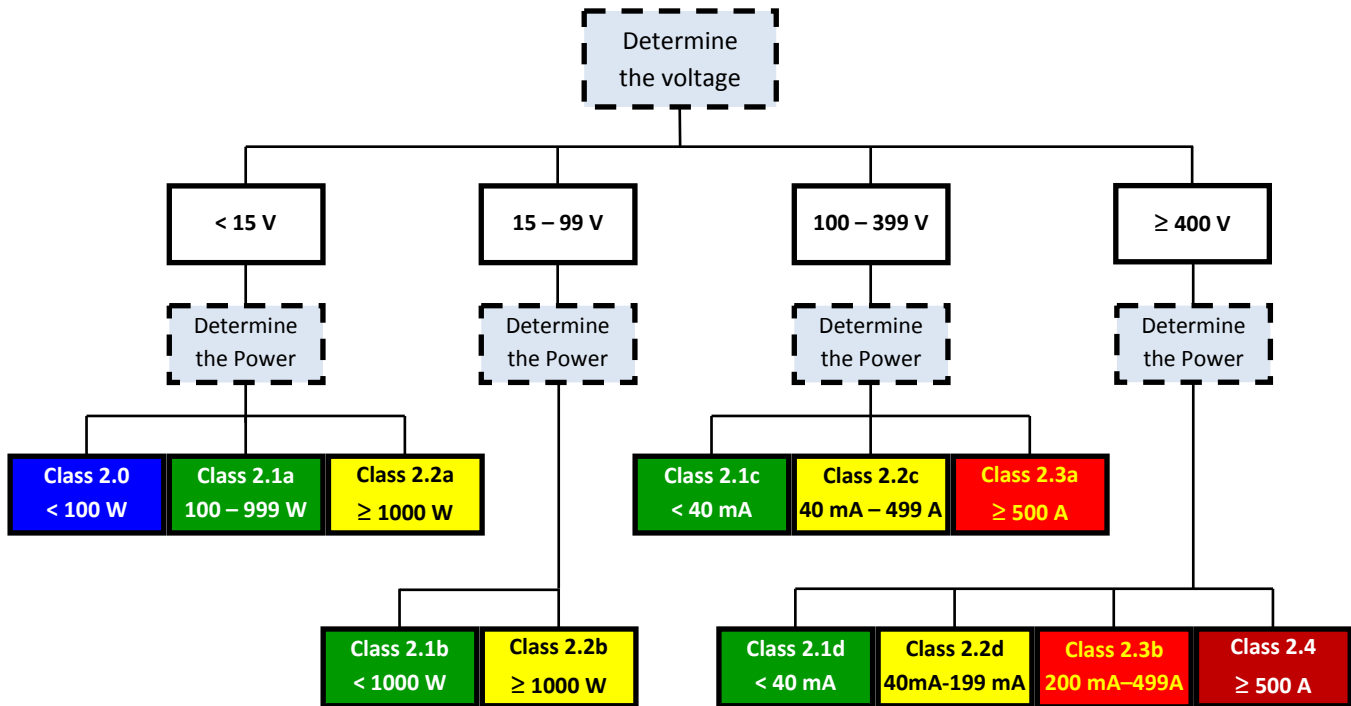 Determine
the voltage
< 15 V
15 – 99 V
100 – 399 V
≥ 400 V
Determine
the Power
Determine
the Power
Determine
the Power
Determine
the Power
Class 2.0
< 100 W
Class 2.1a
100 – 999 W
Class 2.2a
≥ 1000 W
Class 2.1c
< 40 mA
Class 2.2c
40 mA – 499 A
Class 2.3a
≥ 500 A
Class 2.1b
< 1000 W
Class 2.2b
≥ 1000 W
Class 2.1d
< 40 mA
Class 2.2d
40mA-199 mA
Class 2.3b
200 mA–499A
Class 2.4
≥ 500 A